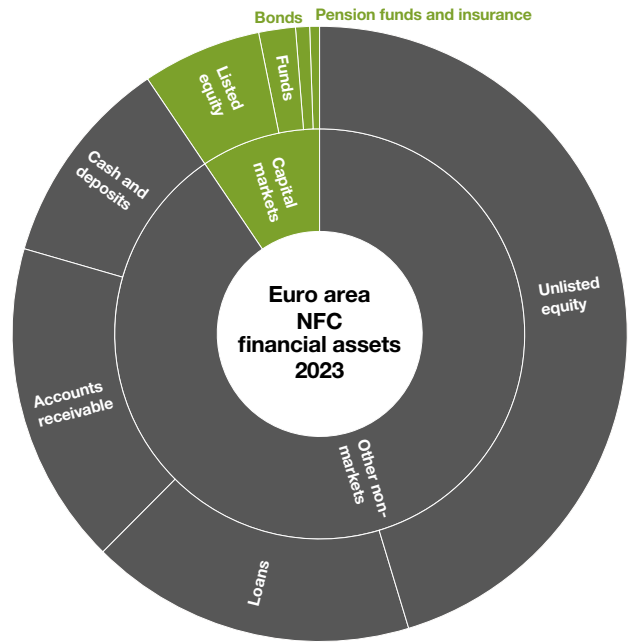 Bonds
Pension funds and insurance
Listed
equity
Funds
Capital
markets
Cash and
deposits
Unlisted
equity
Euro area
NFC
financial assets
2023
Accounts
receivable
Other non-
markets
Loans